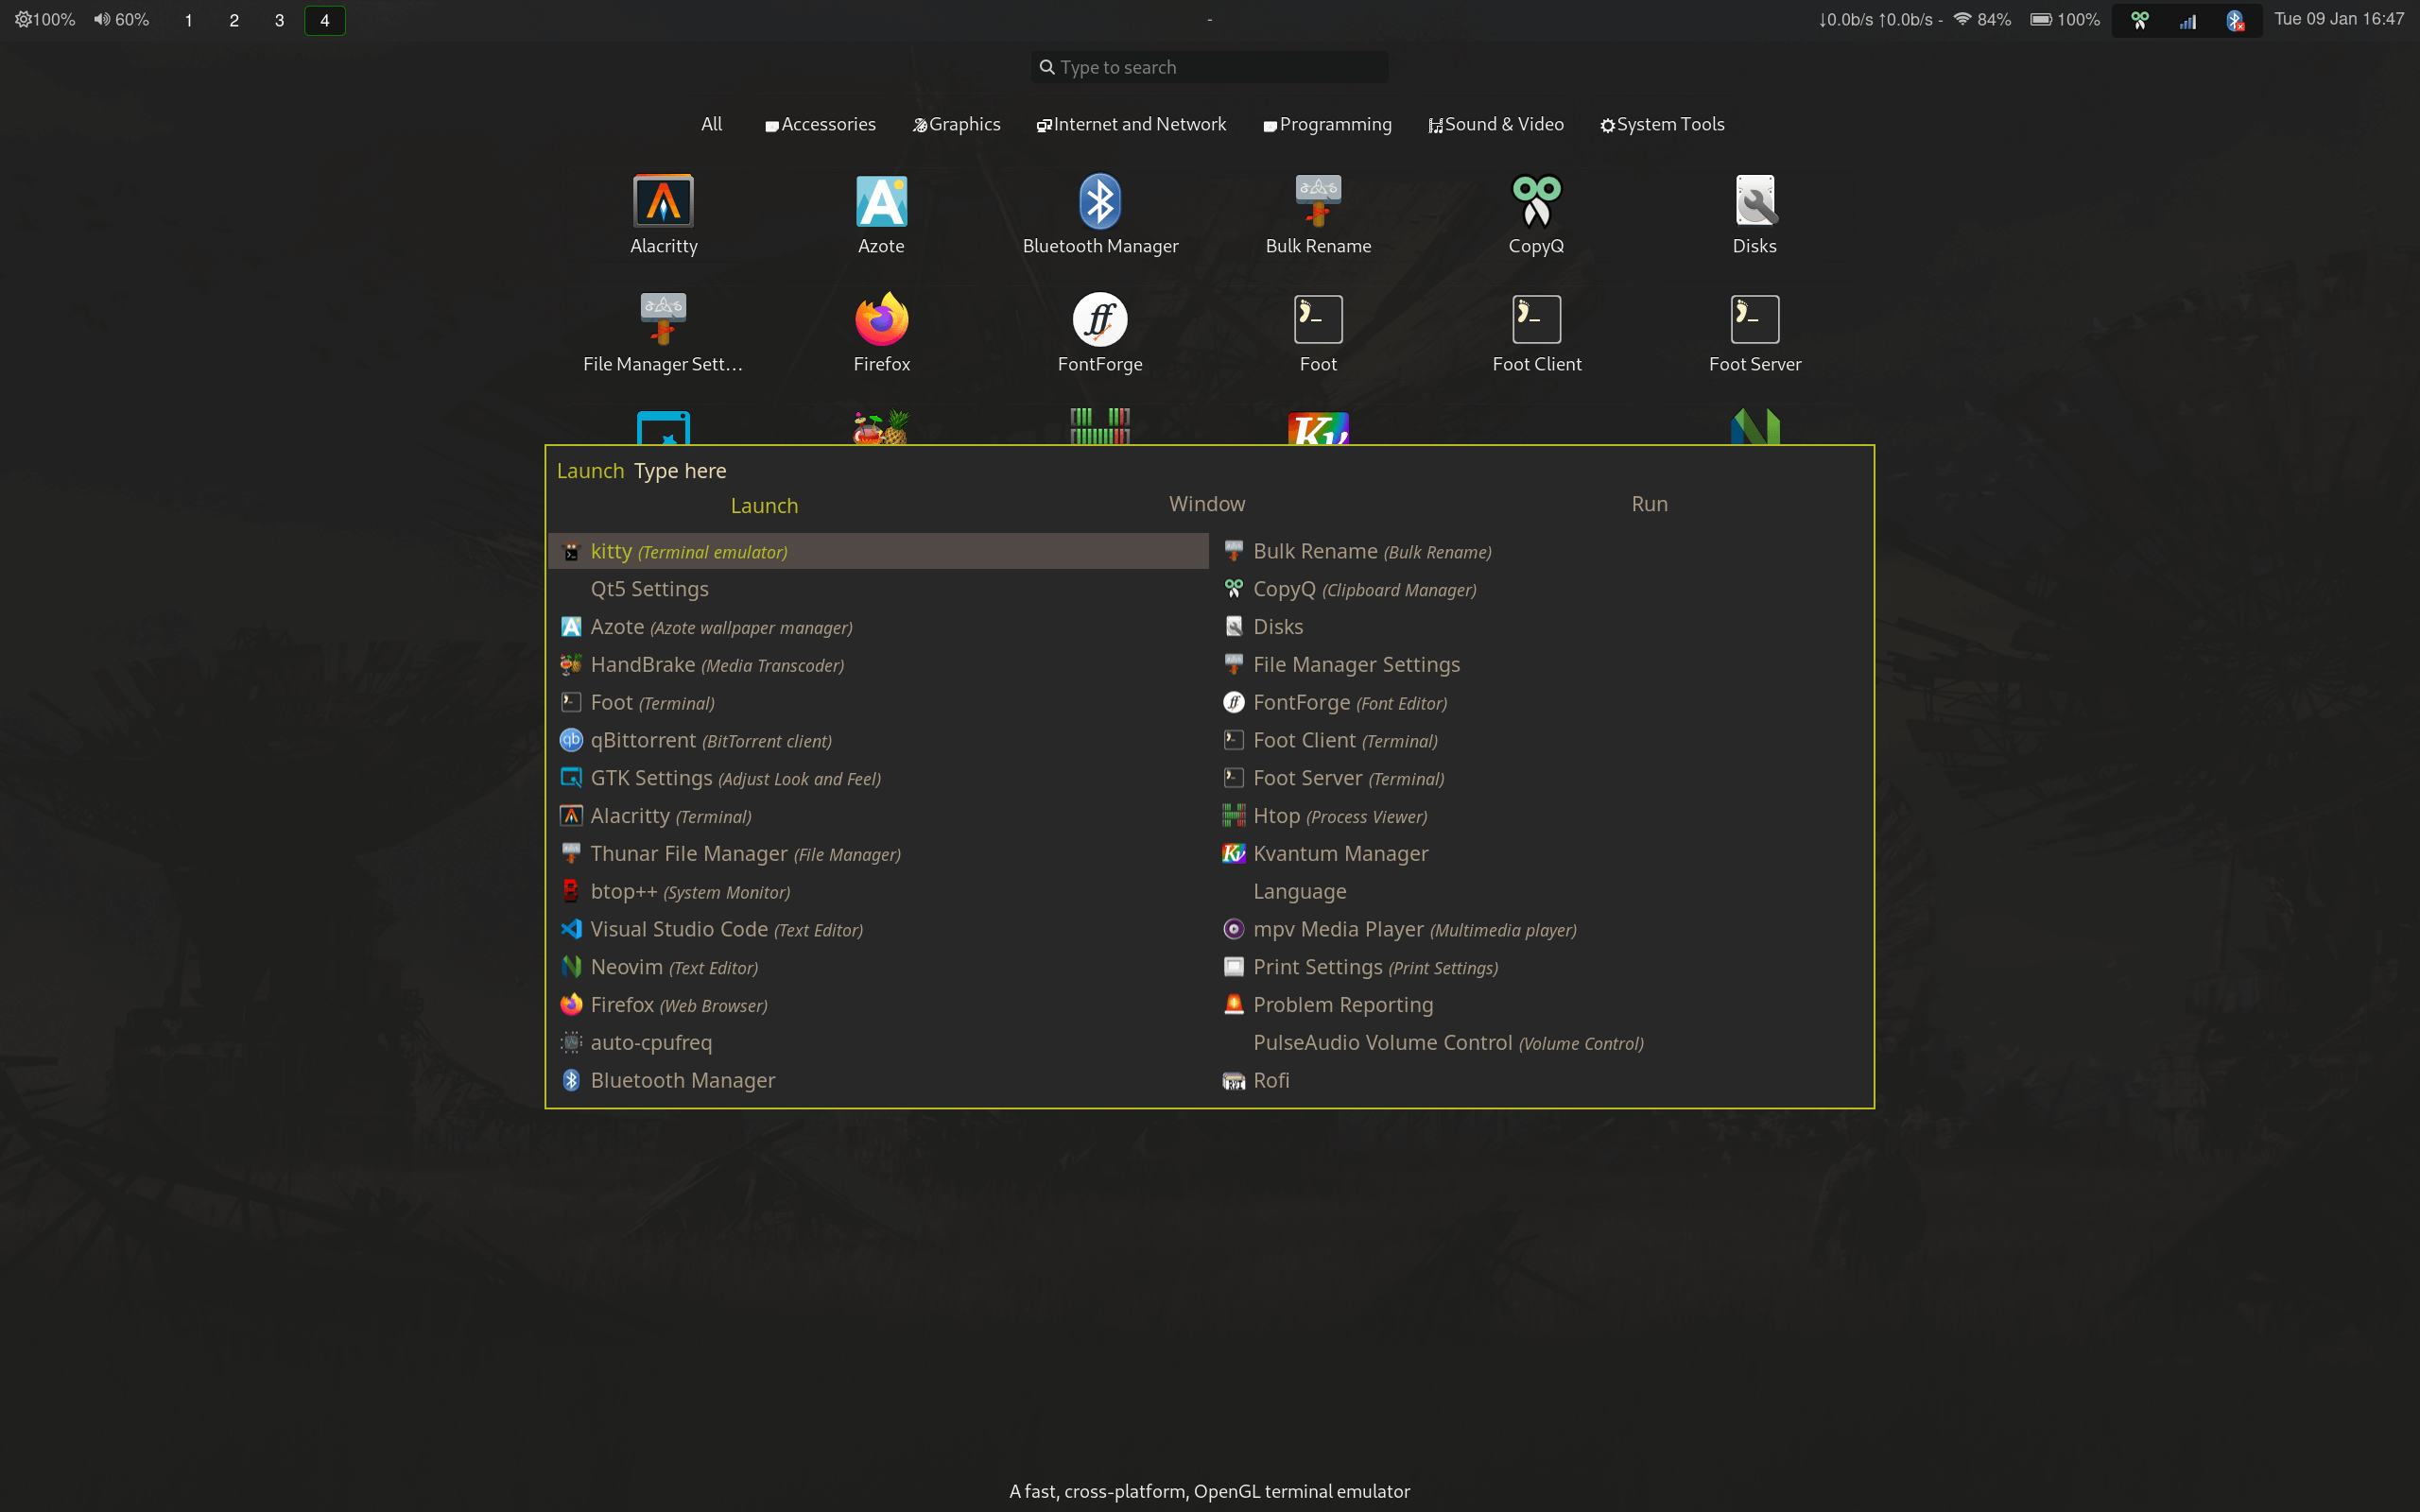 100% 60% 1 2 3 4 - ↓0.0b/s ↑0.0b/s - 84% 100% Tue 09 Jan 16:47
Type to search
All Accessories Graphics Internet and Network Programming Sound & Video System Tools
Alacritty Azote Bluetooth Manager Bulk Rename CopyQ Disks
File Manager Sett... Firefox FontForge Foot Foot Client Foot Server
Launch Type here
Launch Window Run
kitty (Terminal emulator)
Qt5 Settings
Azote (Azote wallpaper manager)
HandBrake (Media Transcoder)
Foot (Terminal)
qBittorrent (BitTorrent client)
GTK Settings (Adjust Look and Feel)
Alacritty (Terminal)
Thunar File Manager (File Manager)
btop++ (System Monitor)
Visual Studio Code (Text Editor)
Neovim (Text Editor)
Firefox (Web Browser)
auto-cpufreq
Bluetooth Manager
Bulk Rename (Bulk Rename)
CopyQ (Clipboard Manager)
Disks
File Manager Settings
FontForge (Font Editor)
Foot Client (Terminal)
Foot Server (Terminal)
Htop (Process Viewer)
Kvantum Manager
Language
mpv Media Player (Multimedia player)
Print Settings (Print Settings)
Problem Reporting
PulseAudio Volume Control (Volume Control)
Rofi
A fast, cross-platform, OpenGL terminal emulator